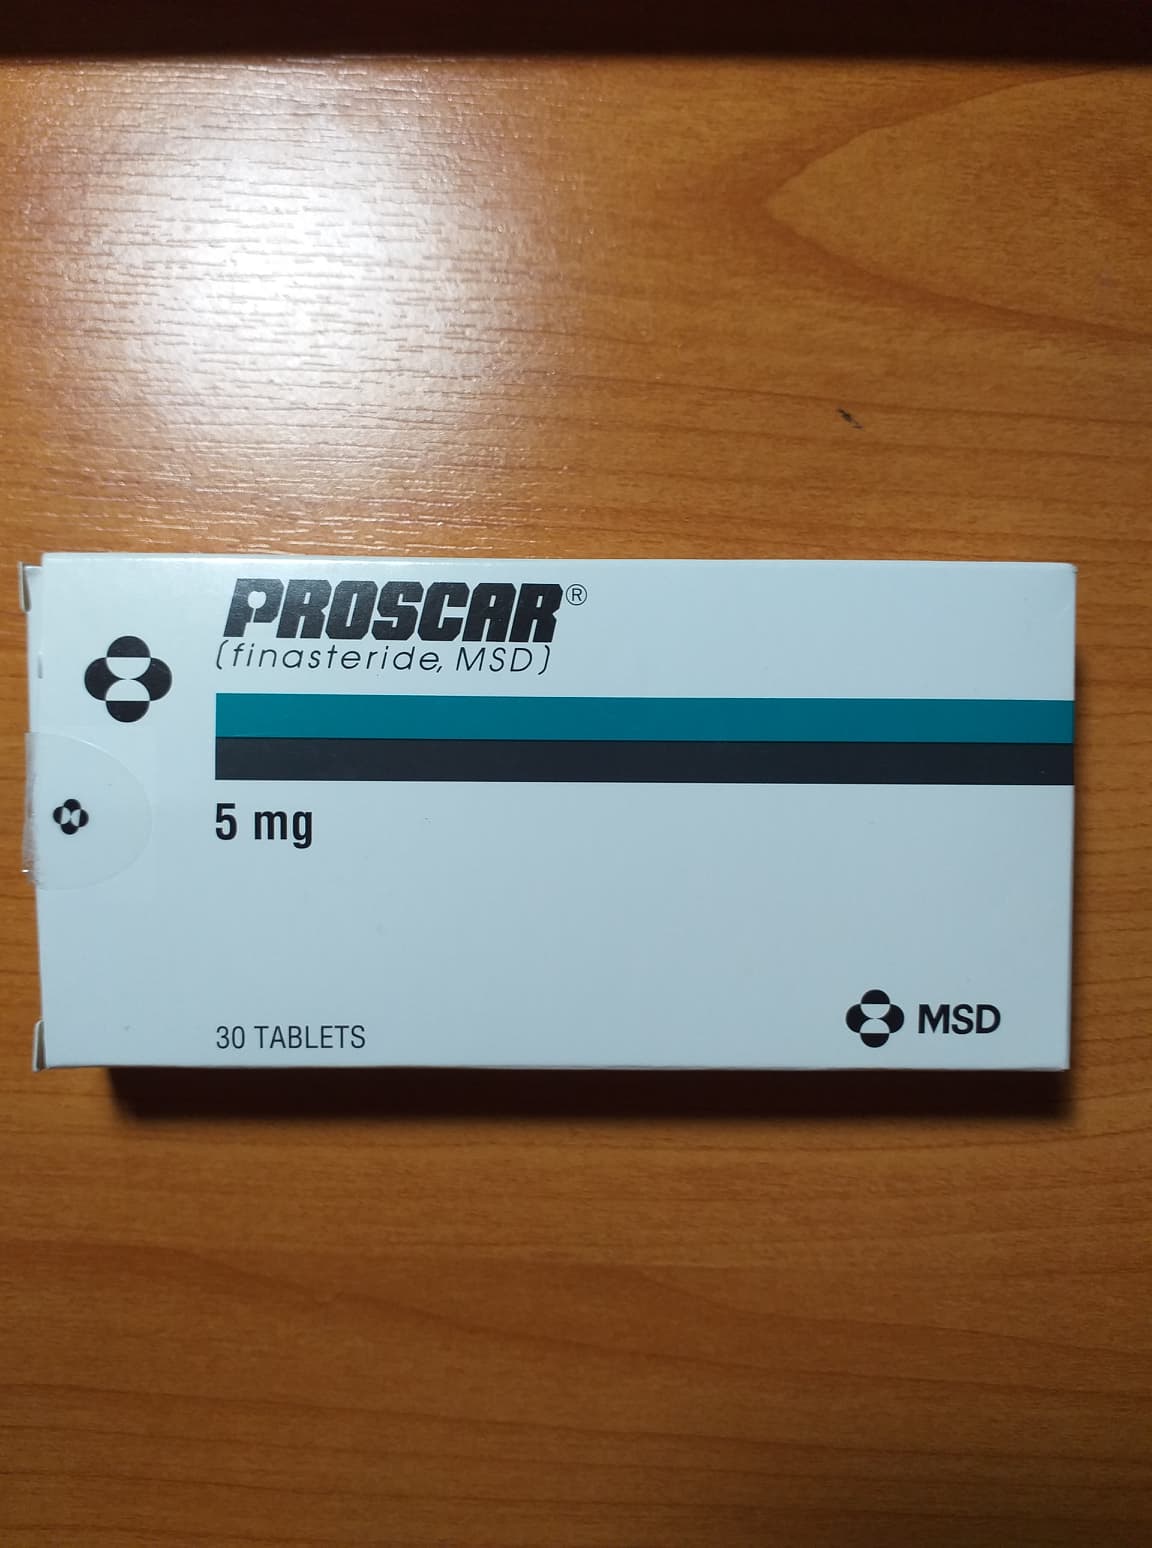 PROSCAR®
(finasteride, MSD)
5 mg
30 TABLETS
MSD